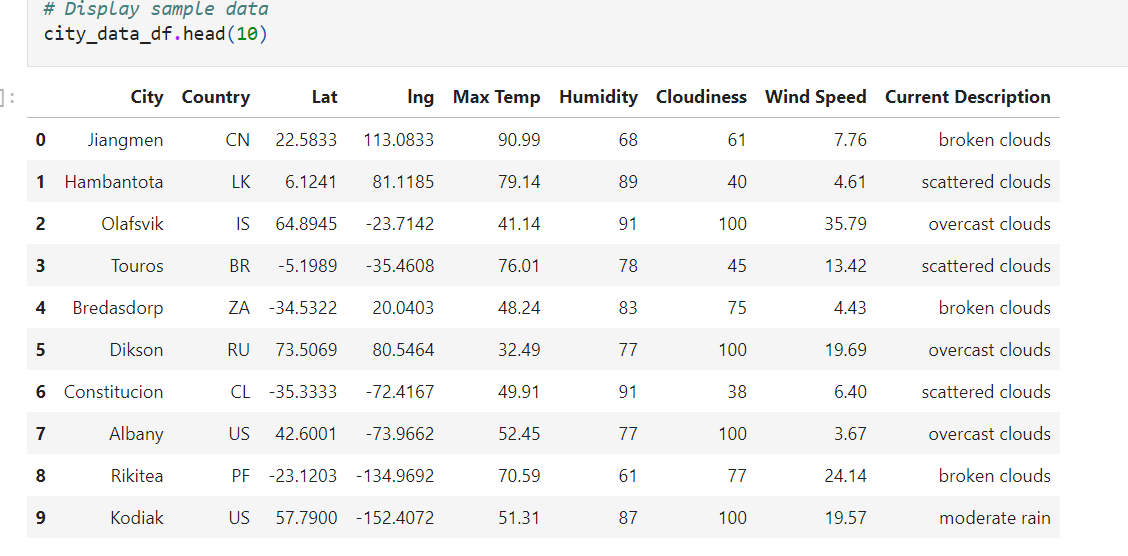 # Display sample data
city_data_df.head(10)
]:
City Country Lat lng Max Temp Humidity Cloudiness Wind Speed Current Description
0 Jiangmen CN 22.5833 113.0833 90.99 68 61 7.76 broken clouds
1 Hambantota LK 6.1241 81.1185 79.14 89 40 4.61 scattered clouds
2 Olafsvik IS 64.8945 -23.7142 41.14 91 100 35.79 overcast clouds
3 Touros BR -5.1989 -35.4608 76.01 78 45 13.42 scattered clouds
4 Bredasdorp ZA -34.5322 20.0403 48.24 83 75 4.43 broken clouds
5 Dikson RU 73.5069 80.5464 32.49 77 100 19.69 overcast clouds
6 Constitucion CL -35.3333 -72.4167 49.91 91 38 6.40 scattered clouds
7 Albany US 42.6001 -73.9662 52.45 77 100 3.67 overcast clouds
8 Rikitea PF -23.1203 -134.9692 70.59 61 77 24.14 broken clouds
9 Kodiak US 57.7900 -152.4072 51.31 87 100 19.57 moderate rain